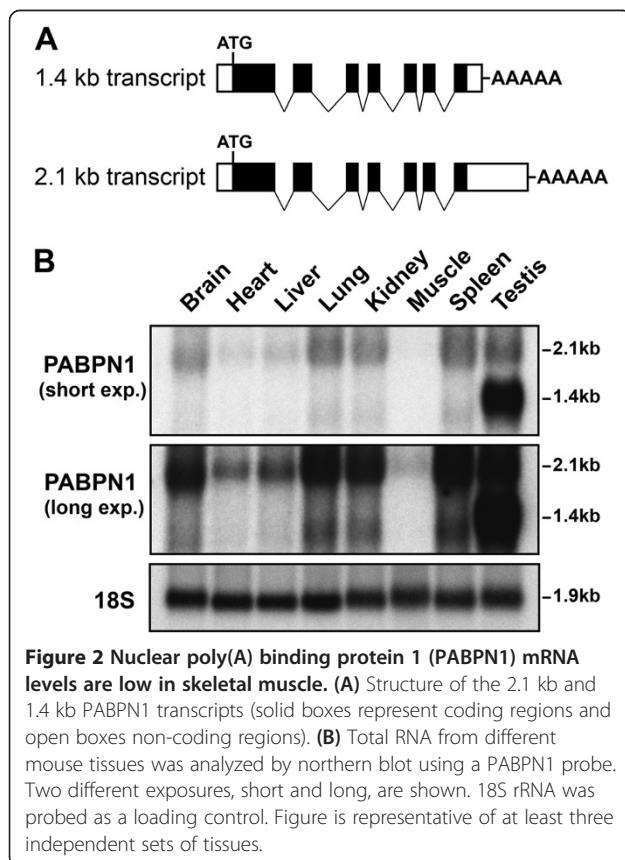 A
ATG
1.4 kb transcript
-AAAAA
ATG
2.1 kb transcript
-AAAAA
B
Brain Heart Liver Lung Kidney Muscle Spleen Testis
PABPN1
(short exp.)
-2.1kb
-1.4kb
PABPN1
(long exp.)
-2.1kb
-1.4kb
18S
-1.9kb
Figure 2 Nuclear poly(A) binding protein 1 (PABPN1) mRNA
levels are low in skeletal muscle. (A) Structure of the 2.1 kb and
1.4 kb PABPN1 transcripts (solid boxes represent coding regions and
open boxes non-coding regions). (B) Total RNA from different
mouse tissues was analyzed by northern blot using a PABPN1 probe.
Two different exposures, short and long, are shown. 18S rRNA was
probed as a loading control. Figure is representative of at least three
independent sets of tissues.